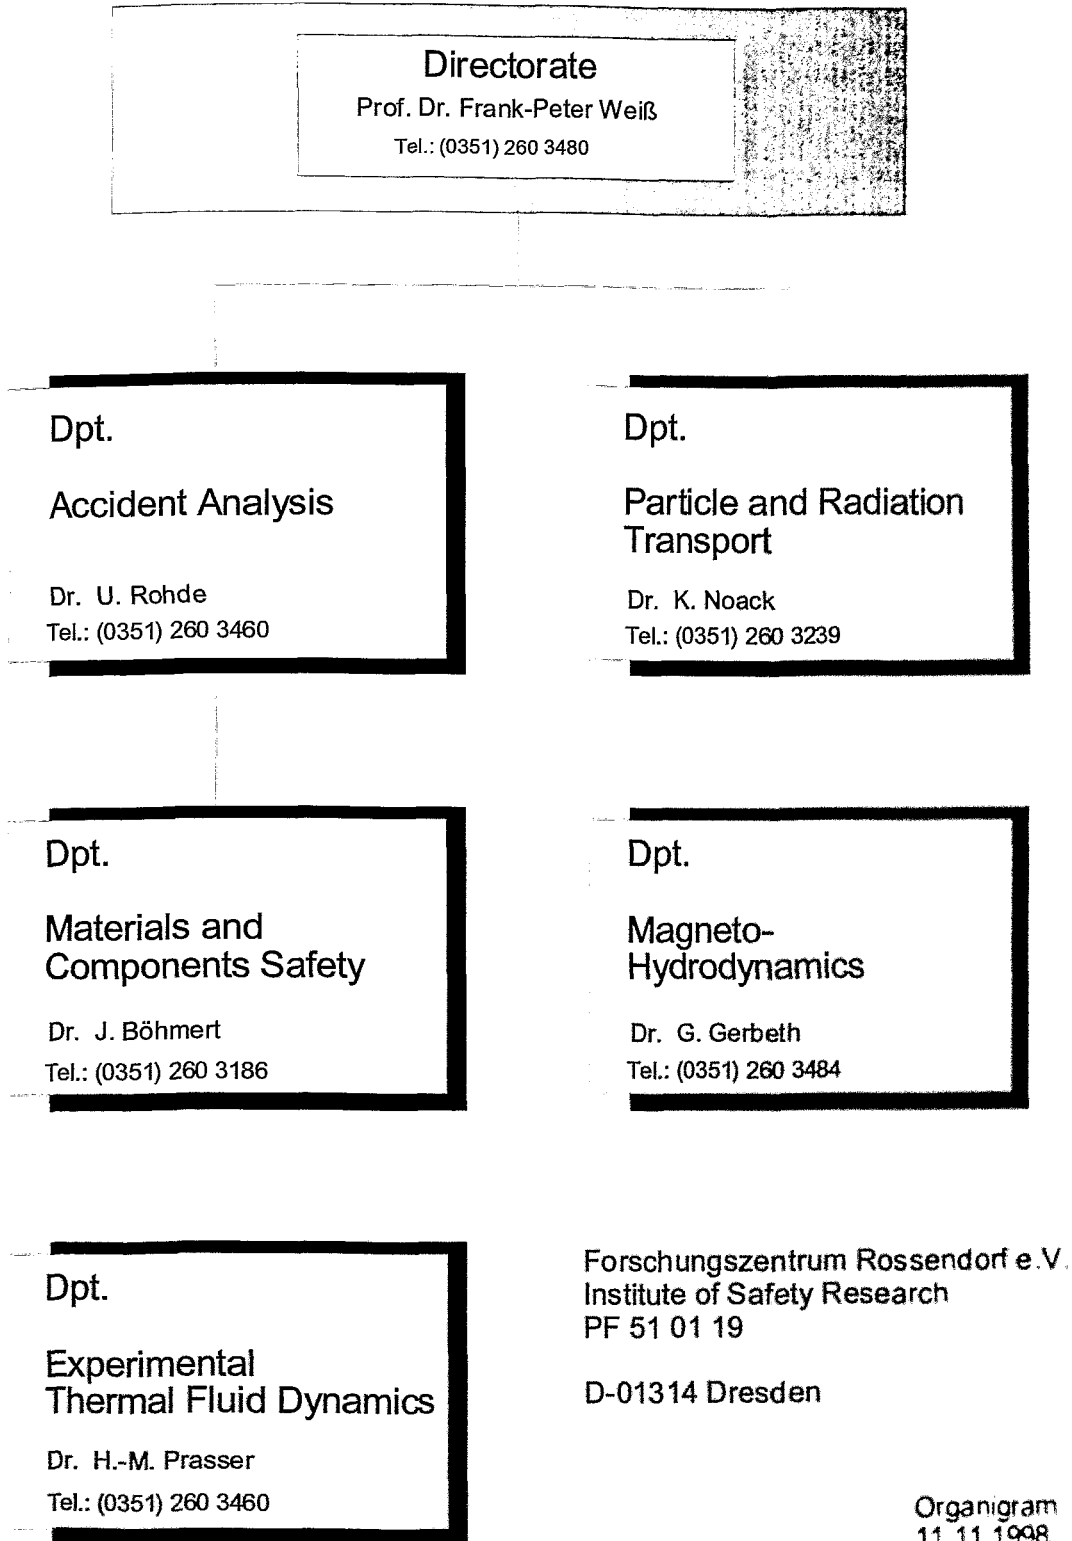 Directorate
Prof. Dr. Frank-Peter Weiß
Tel.: (0351) 260 3480
Dpt.
Accident Analysis
Dr. U. Rohde
Tel.: (0351) 260 3460
Dpt.
Particle and Radiation
Transport
Dr. K. Noack
Tel.: (0351) 260 3239
Dpt.
Materials and
Components Safety
Dr. J. Böhmert
Tel.: (0351) 260 3186
Dpt.
Magneto-
Hydrodynamics
Dr. G. Gerbeth
Tel.: (0351) 260 3484
Dpt.
Experimental
Thermal Fluid Dynamics
Dr. H.-M. Prasser
Tel.: (0351) 260 3460
Forschungszentrum Rossendorf e.V.
Institute of Safety Research
PF 51 01 19
D-01314 Dresden
Organigram
11.11.1998